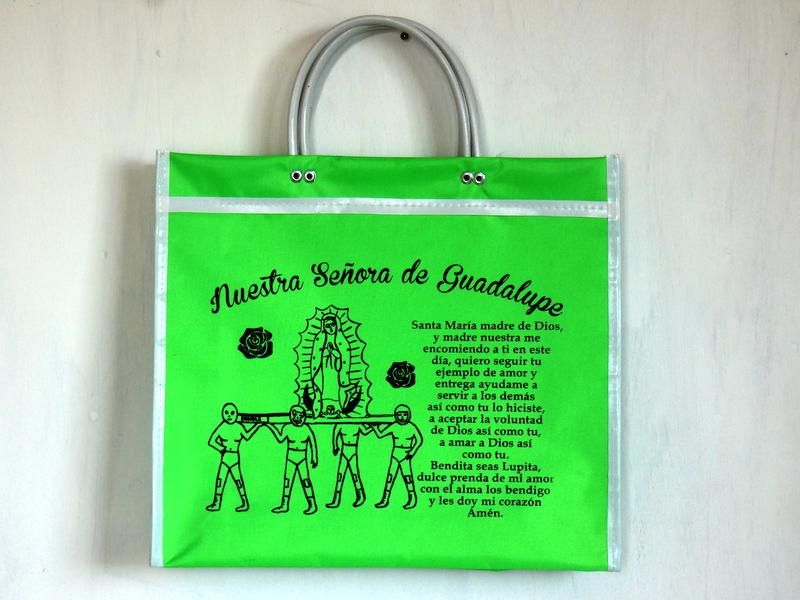 Nuestra Señora de Guadalupe
Santa María madre de Dios,
y madre nuestra me
encomiendo a ti en este
día, quiero seguir tu
ejemplo de amor y
entrega ayudame a
servir a los demás
así como tu lo hiciste,
a aceptar la voluntad
de Dios así como tu,
a amar a Dios así
como tu.
Bendita seas Lupita,
dulce prenda de mi amor
con el alma los bendigo
y les doy mi corazón
Amén.